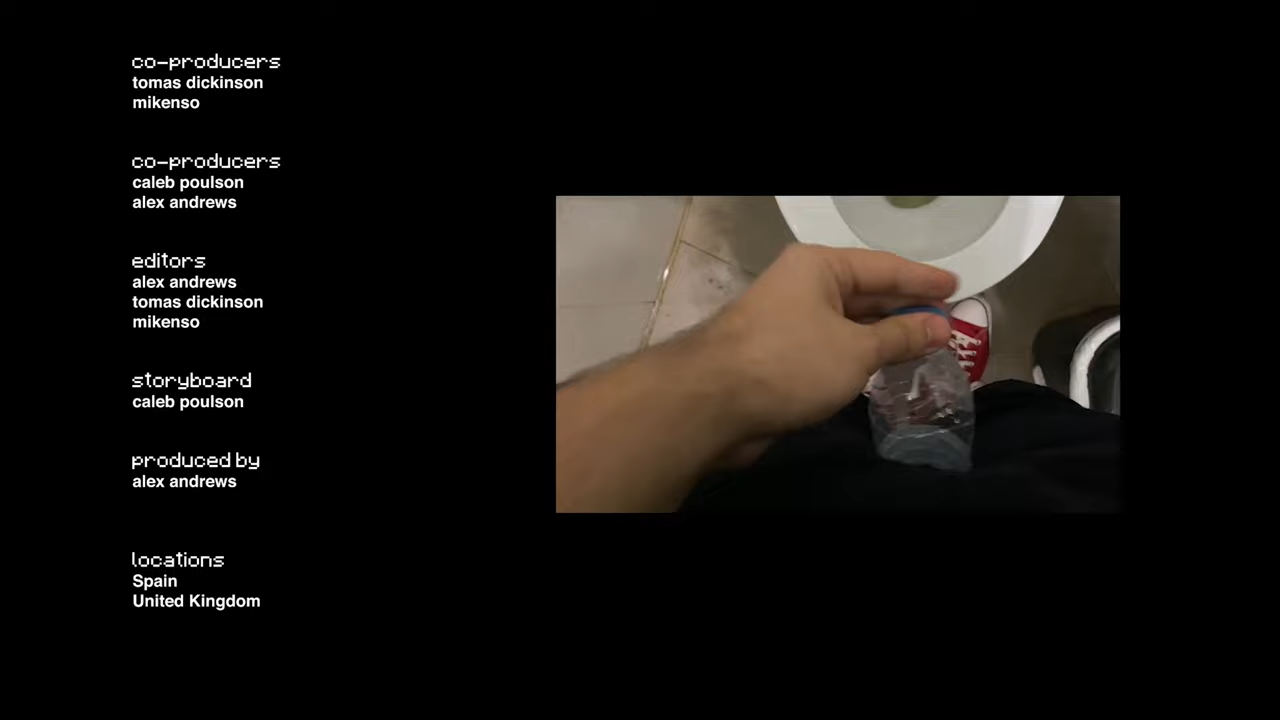 co-producers
tomas dickinson
mikenso
co-producers
caleb poulson
alex andrews
editors
alex andrews
tomas dickinson
mikenso
storyboard
caleb poulson
produced by
alex andrews
locations
Spain
United Kingdom